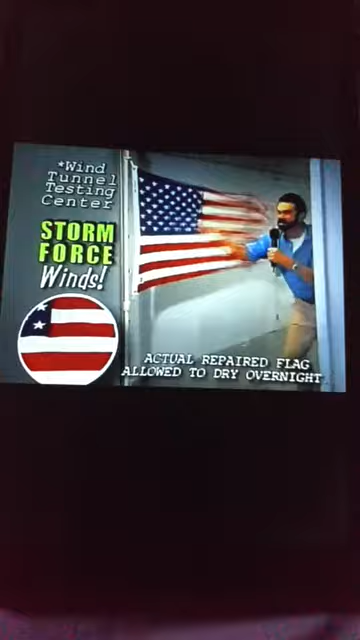 *Wind
Tunnel
Testing
Center
STORM
FORCE
Winds!
ACTUAL REPAIRED FLAG
ALLOWED TO DRY OVERNIGHT